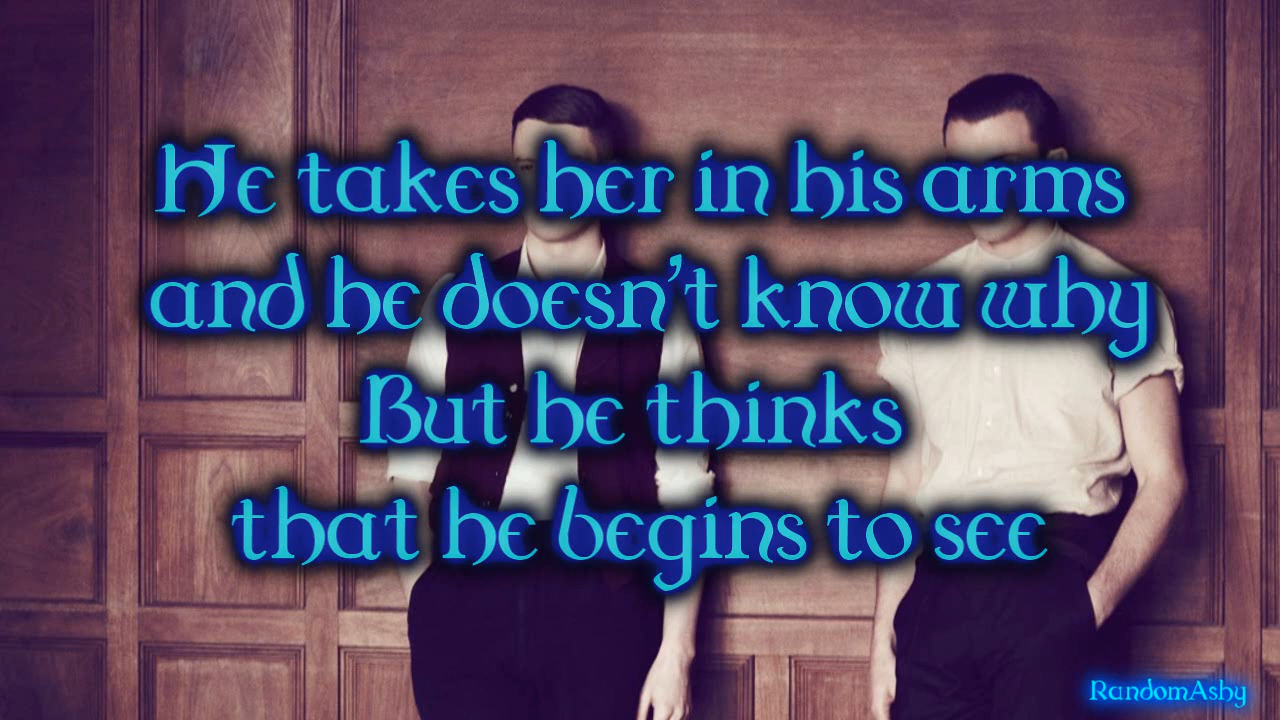 He takes her in his arms
and he doesn't know why
But he thinks
that he begins to see
RandomAsby